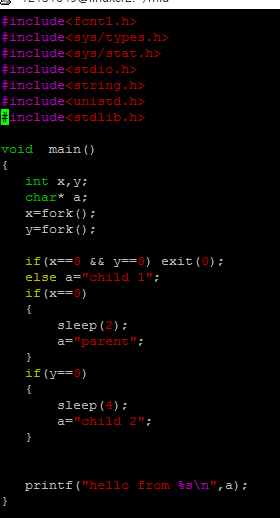 #include<fcntl.h>
#include<sys/types.h>
#include<sys/stat.h>
#include<stdio.h>
#include<string.h>
#include<unistd.h>
#include<stdlib.h>
void  main()
{
int x,y;
char* a;
x=fork();
y=fork();
if(x==0 && y==0) exit(0);
else a="child 1";
if(x==0)
{
sleep(2);
a="parent";
}
if(y==0)
{
sleep(4);
a="child 2";
}
printf("hello from %s\n",a);
}